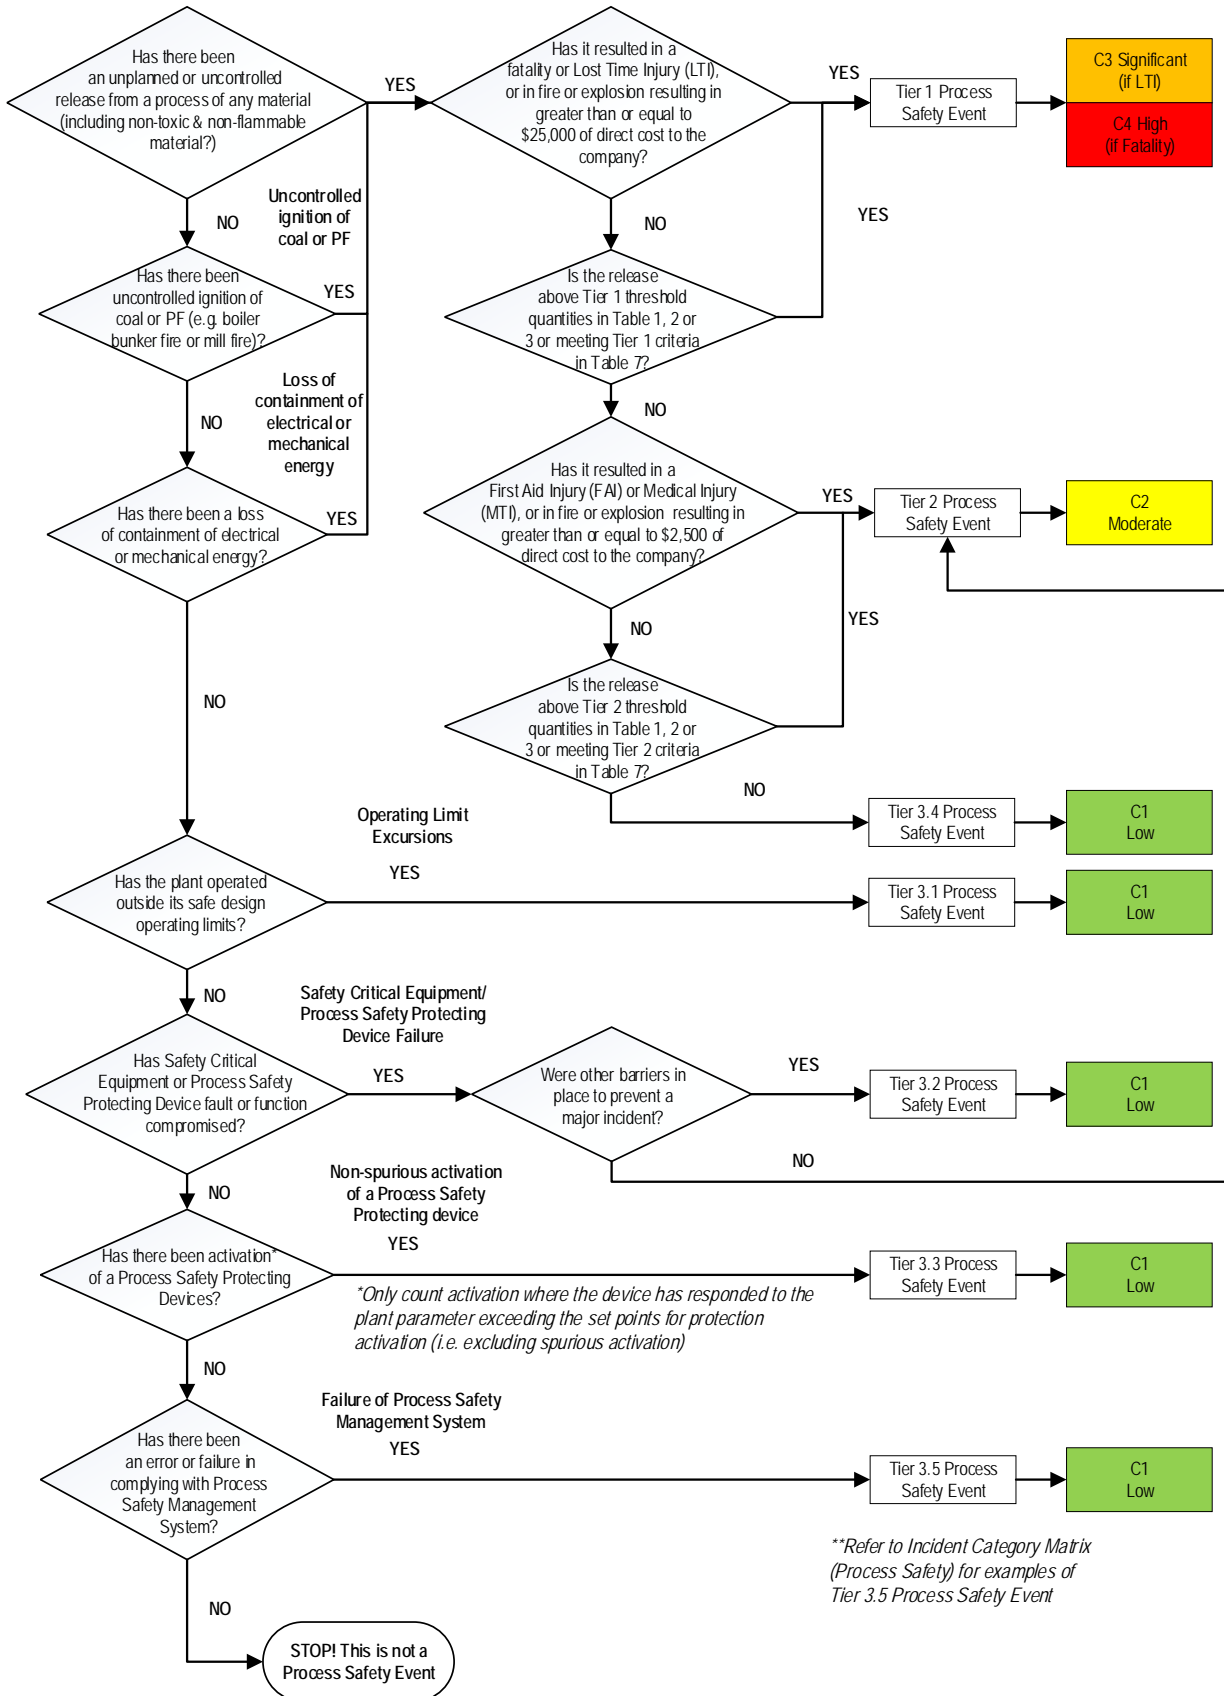 Has there been
an unplanned or uncontrolled
release from a process of any material
(including non-toxic & non-flammable
material?)
YES
Has it resulted in a
fatality or Lost Time Injury (LTI),
or in fire or explosion resulting in
greater than or equal to
$25,000 of direct cost to the
company?
YES
Tier 1 Process
Safety Event
C3 Significant
(if LTI)
C4 High
(if Fatality)
NO
Uncontrolled
ignition of
coal or PF
NO
YES
Has there been
uncontrolled ignition of
coal or PF (e.g. boiler
bunker fire or mill fire)?
YES
Is the release
above Tier 1 threshold
quantities in Table 1, 2 or
3 or meeting Tier 1 criteria
in Table 7?
NO
Loss of
containment of
electrical or
mechanical
energy
NO
Has there been a loss
of containment of electrical
or mechanical energy?
YES
Has it resulted in a
First Aid Injury (FAI) or Medical Injury
(MTI), or in fire or explosion resulting in
greater than or equal to $2,500 of
direct cost to the company?
YES
Tier 2 Process
Safety Event
C2
Moderate
NO
YES
NO
Is the release
above Tier 2 threshold
quantities in Table 1, 2 or
3 or meeting Tier 2 criteria
in Table 7?
NO
Tier 3.4 Process
Safety Event
C1
Low
Operating Limit
Excursions
Has the plant operated
outside its safe design
operating limits?
YES
Tier 3.1 Process
Safety Event
C1
Low
NO
Safety Critical Equipment/
Process Safety Protecting
Device Failure
Has Safety Critical
Equipment or Process Safety
Protecting Device fault or function
compromised?
YES
Were other barriers in
place to prevent a
major incident?
YES
Tier 3.2 Process
Safety Event
C1
Low
NO
NO
Non-spurious activation
of a Process Safety
Protecting device
Has there been activation*
of a Process Safety Protecting
Devices?
YES
Tier 3.3 Process
Safety Event
C1
Low
*Only count activation where the device has responded to the
plant parameter exceeding the set points for protection
activation (i.e. excluding spurious activation)
NO
Failure of Process Safety
Management System
Has there been
an error or failure in
complying with Process
Safety Management
System?
YES
Tier 3.5 Process
Safety Event
C1
Low
**Refer to Incident Category Matrix
(Process Safety) for examples of
Tier 3.5 Process Safety Event
NO
STOP! This is not a
Process Safety Event